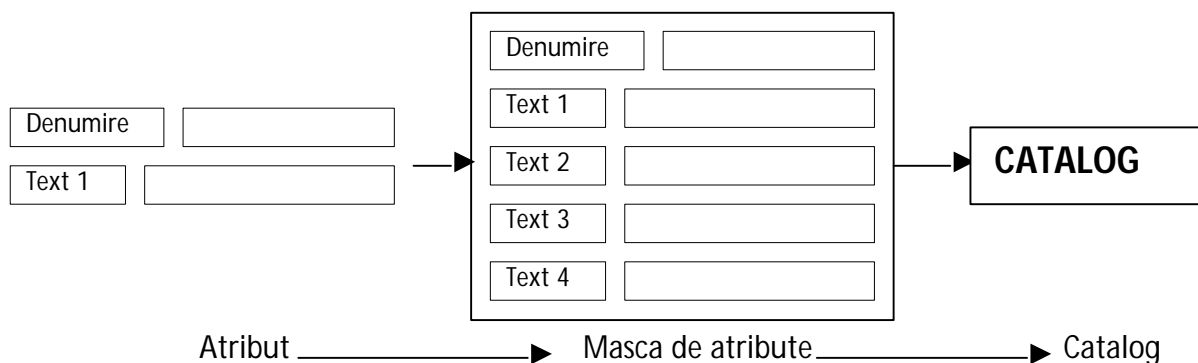 Denumire
Text 1
Denumire
Text 1
Text 2
Text 3
Text 4
CATALOG
Atribut Masca de atribute Catalog